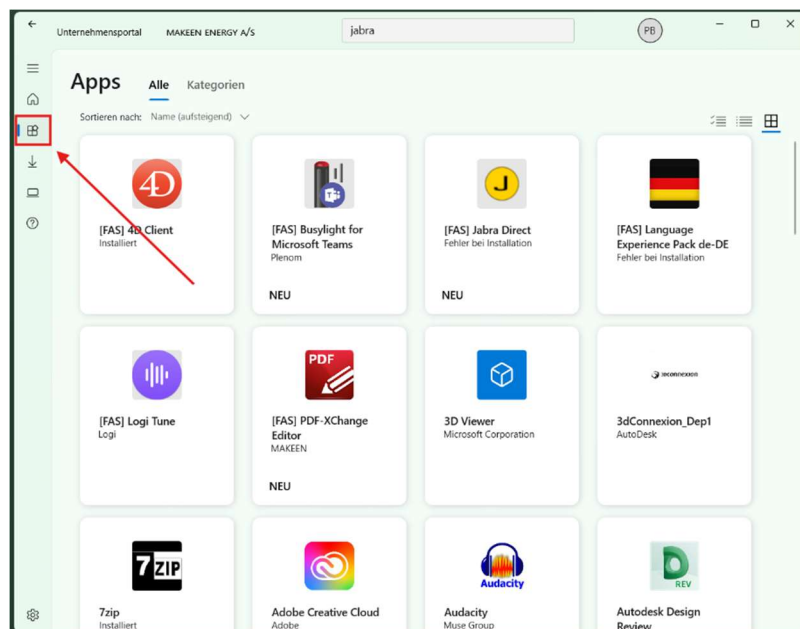 Unternehmensportal
MAKEEN ENERGY A/S
jabra
PB
Apps
Alle
Kategorien
Sortieren nach:
Name (aufsteigend)
4D
[FAS] 4D Client
Installiert
[FAS] Busylight for
Microsoft Teams
Plenom
NEU
J
[FAS] Jabra Direct
Fehler bei Installation
NEU
[FAS] Language
Experience Pack de-DE
Fehler bei Installation
[FAS] Logi Tune
Logi
PDF
[FAS] PDF-XChange
Editor
MAKEEN
NEU
3D Viewer
Microsoft Corporation
3Dconnexion
3dConnexion_Dep1
AutoDesk
7 ZIP
7zip
Installiert
Adobe Creative Cloud
Adobe
Audacity
Audacity
Muse Group
D
REV
Autodesk Design
Review